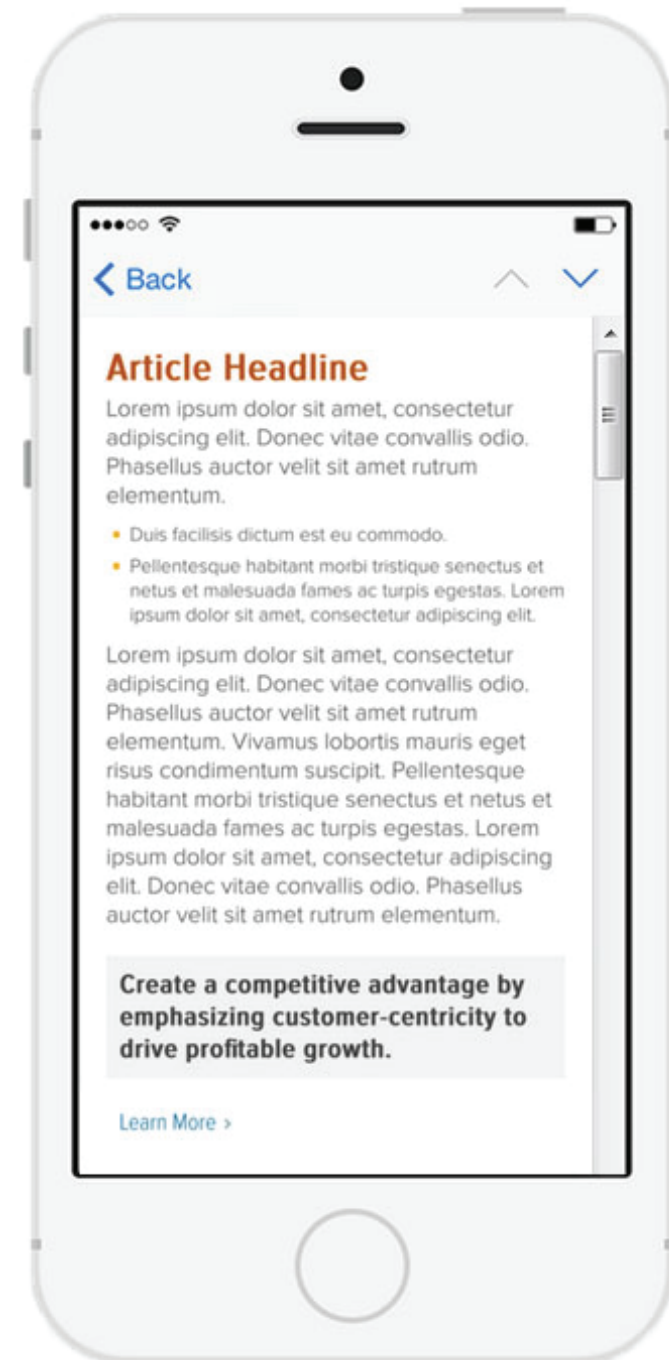 Back
Article Headline
Lorem ipsum dolor sit amet, consectetur
adipiscing elit. Donec vitae convallis odio.
Phasellus auctor velit sit amet rutrum
elementum.
• Duis facilisis dictum est eu commodo.
• Pellentesque habitant morbi tristique senectus et
netus et malesuada fames ac turpis egestas. Lorem
ipsum dolor sit amet, consectetur adipiscing elit.
Lorem ipsum dolor sit amet, consectetur
adipiscing elit. Donec vitae convallis odio.
Phasellus auctor velit sit amet rutrum
elementum. Vivamus lobortis mauris eget
risus condimentum suscipit. Pellentesque
habitant morbi tristique senectus et netus et
malesuada fames ac turpis egestas. Lorem
ipsum dolor sit amet, consectetur adipiscing
elit. Donec vitae convallis odio. Phasellus
auctor velit sit amet rutrum elementum.
Create a competitive advantage by
emphasizing customer-centricity to
drive profitable growth.
Learn More ›